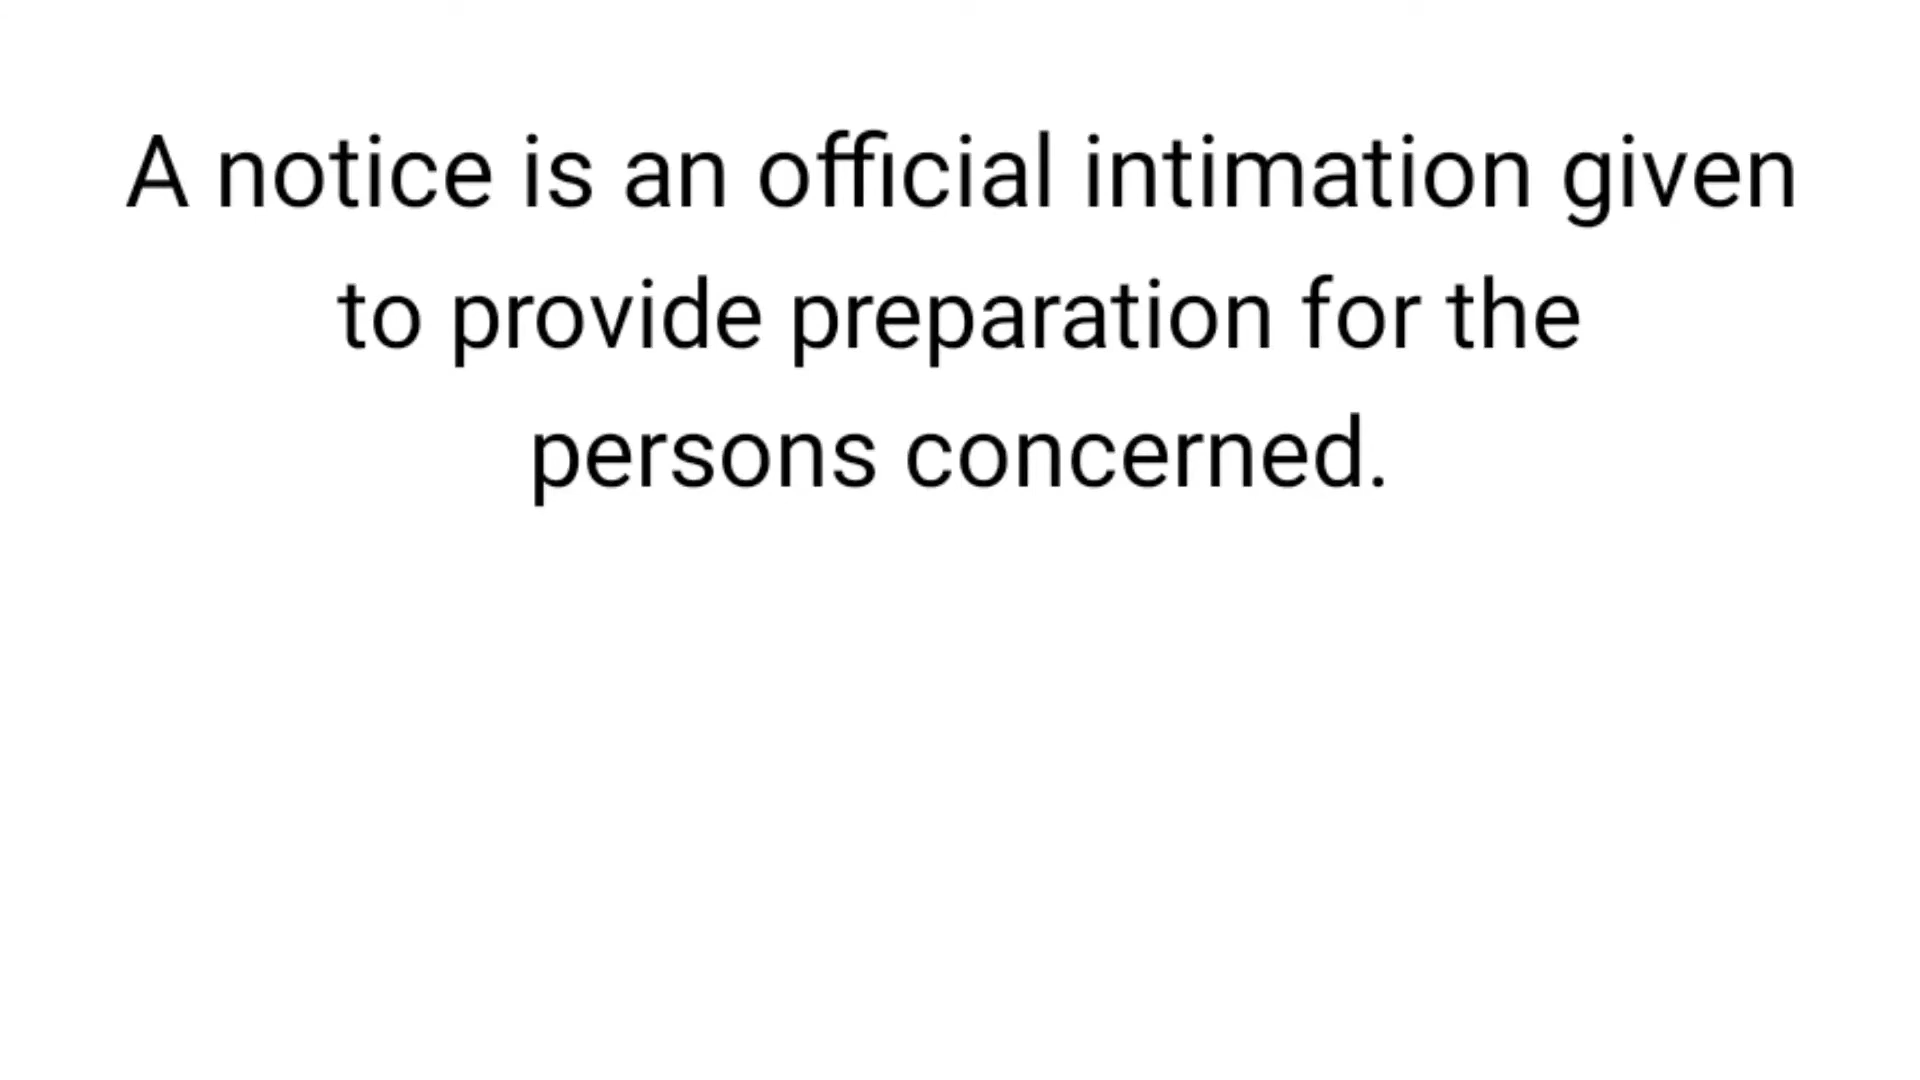 A notice is an official intimation given
to provide preparation for the
persons concerned.